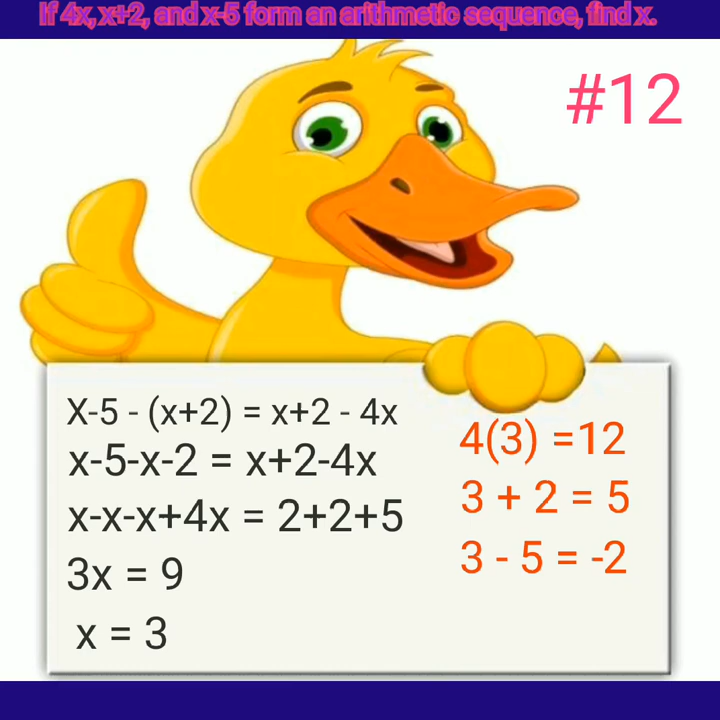 If 4x, x+2, and x-5 form an arithmetic sequence, find x.
#12
X-5 - (x+2) = x+2 - 4x
x-5-x-2 = x+2-4x
x-x-x+4x = 2+2+5
3x = 9
x = 3
4(3) =12
3 + 2 = 5
3 - 5 = -2